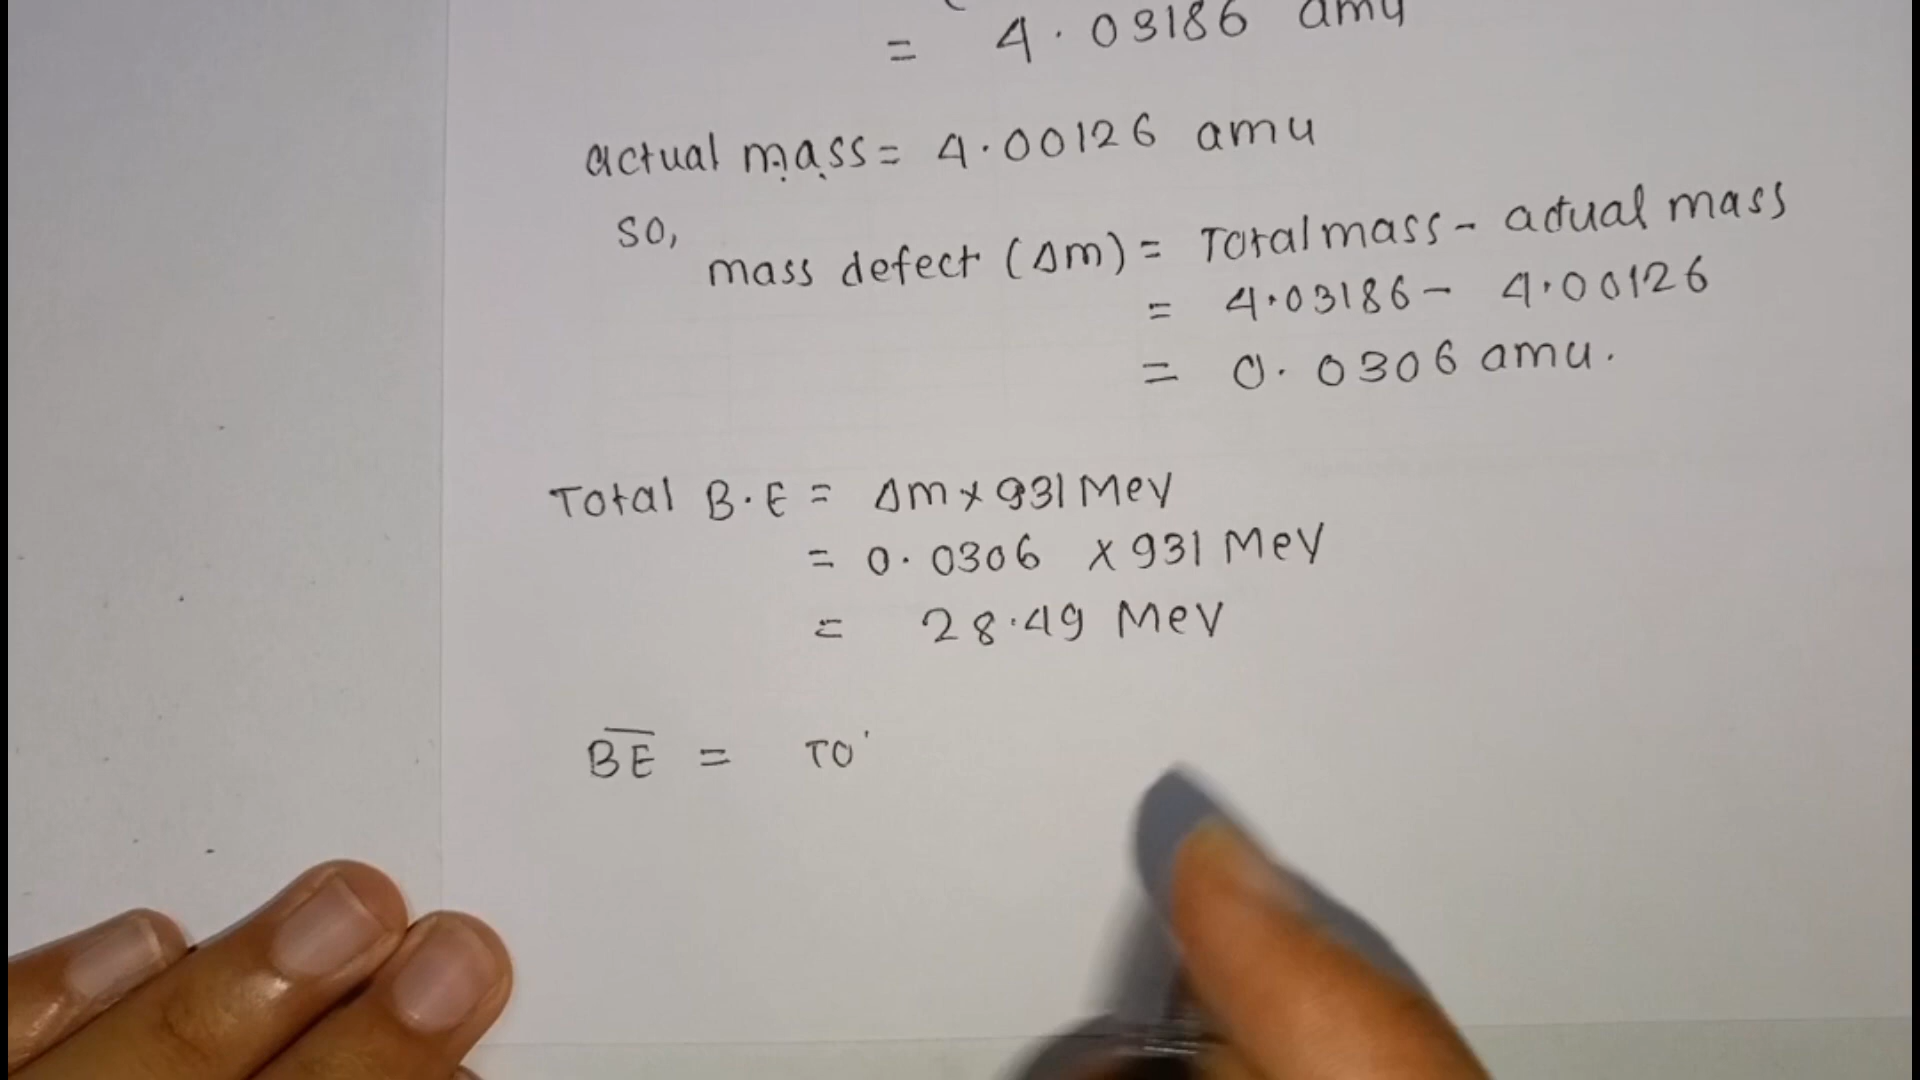 = 4.03186 amu
actual mass = 4.00126 amu
so,
mass defect (Δm) = Total mass - actual mass
= 4.03186 - 4.00126
= 0.0306 amu.
Total B.E = Δm × 931 MeV
= 0.0306 × 931 MeV
= 28.49 MeV
B̅E̅ = TO